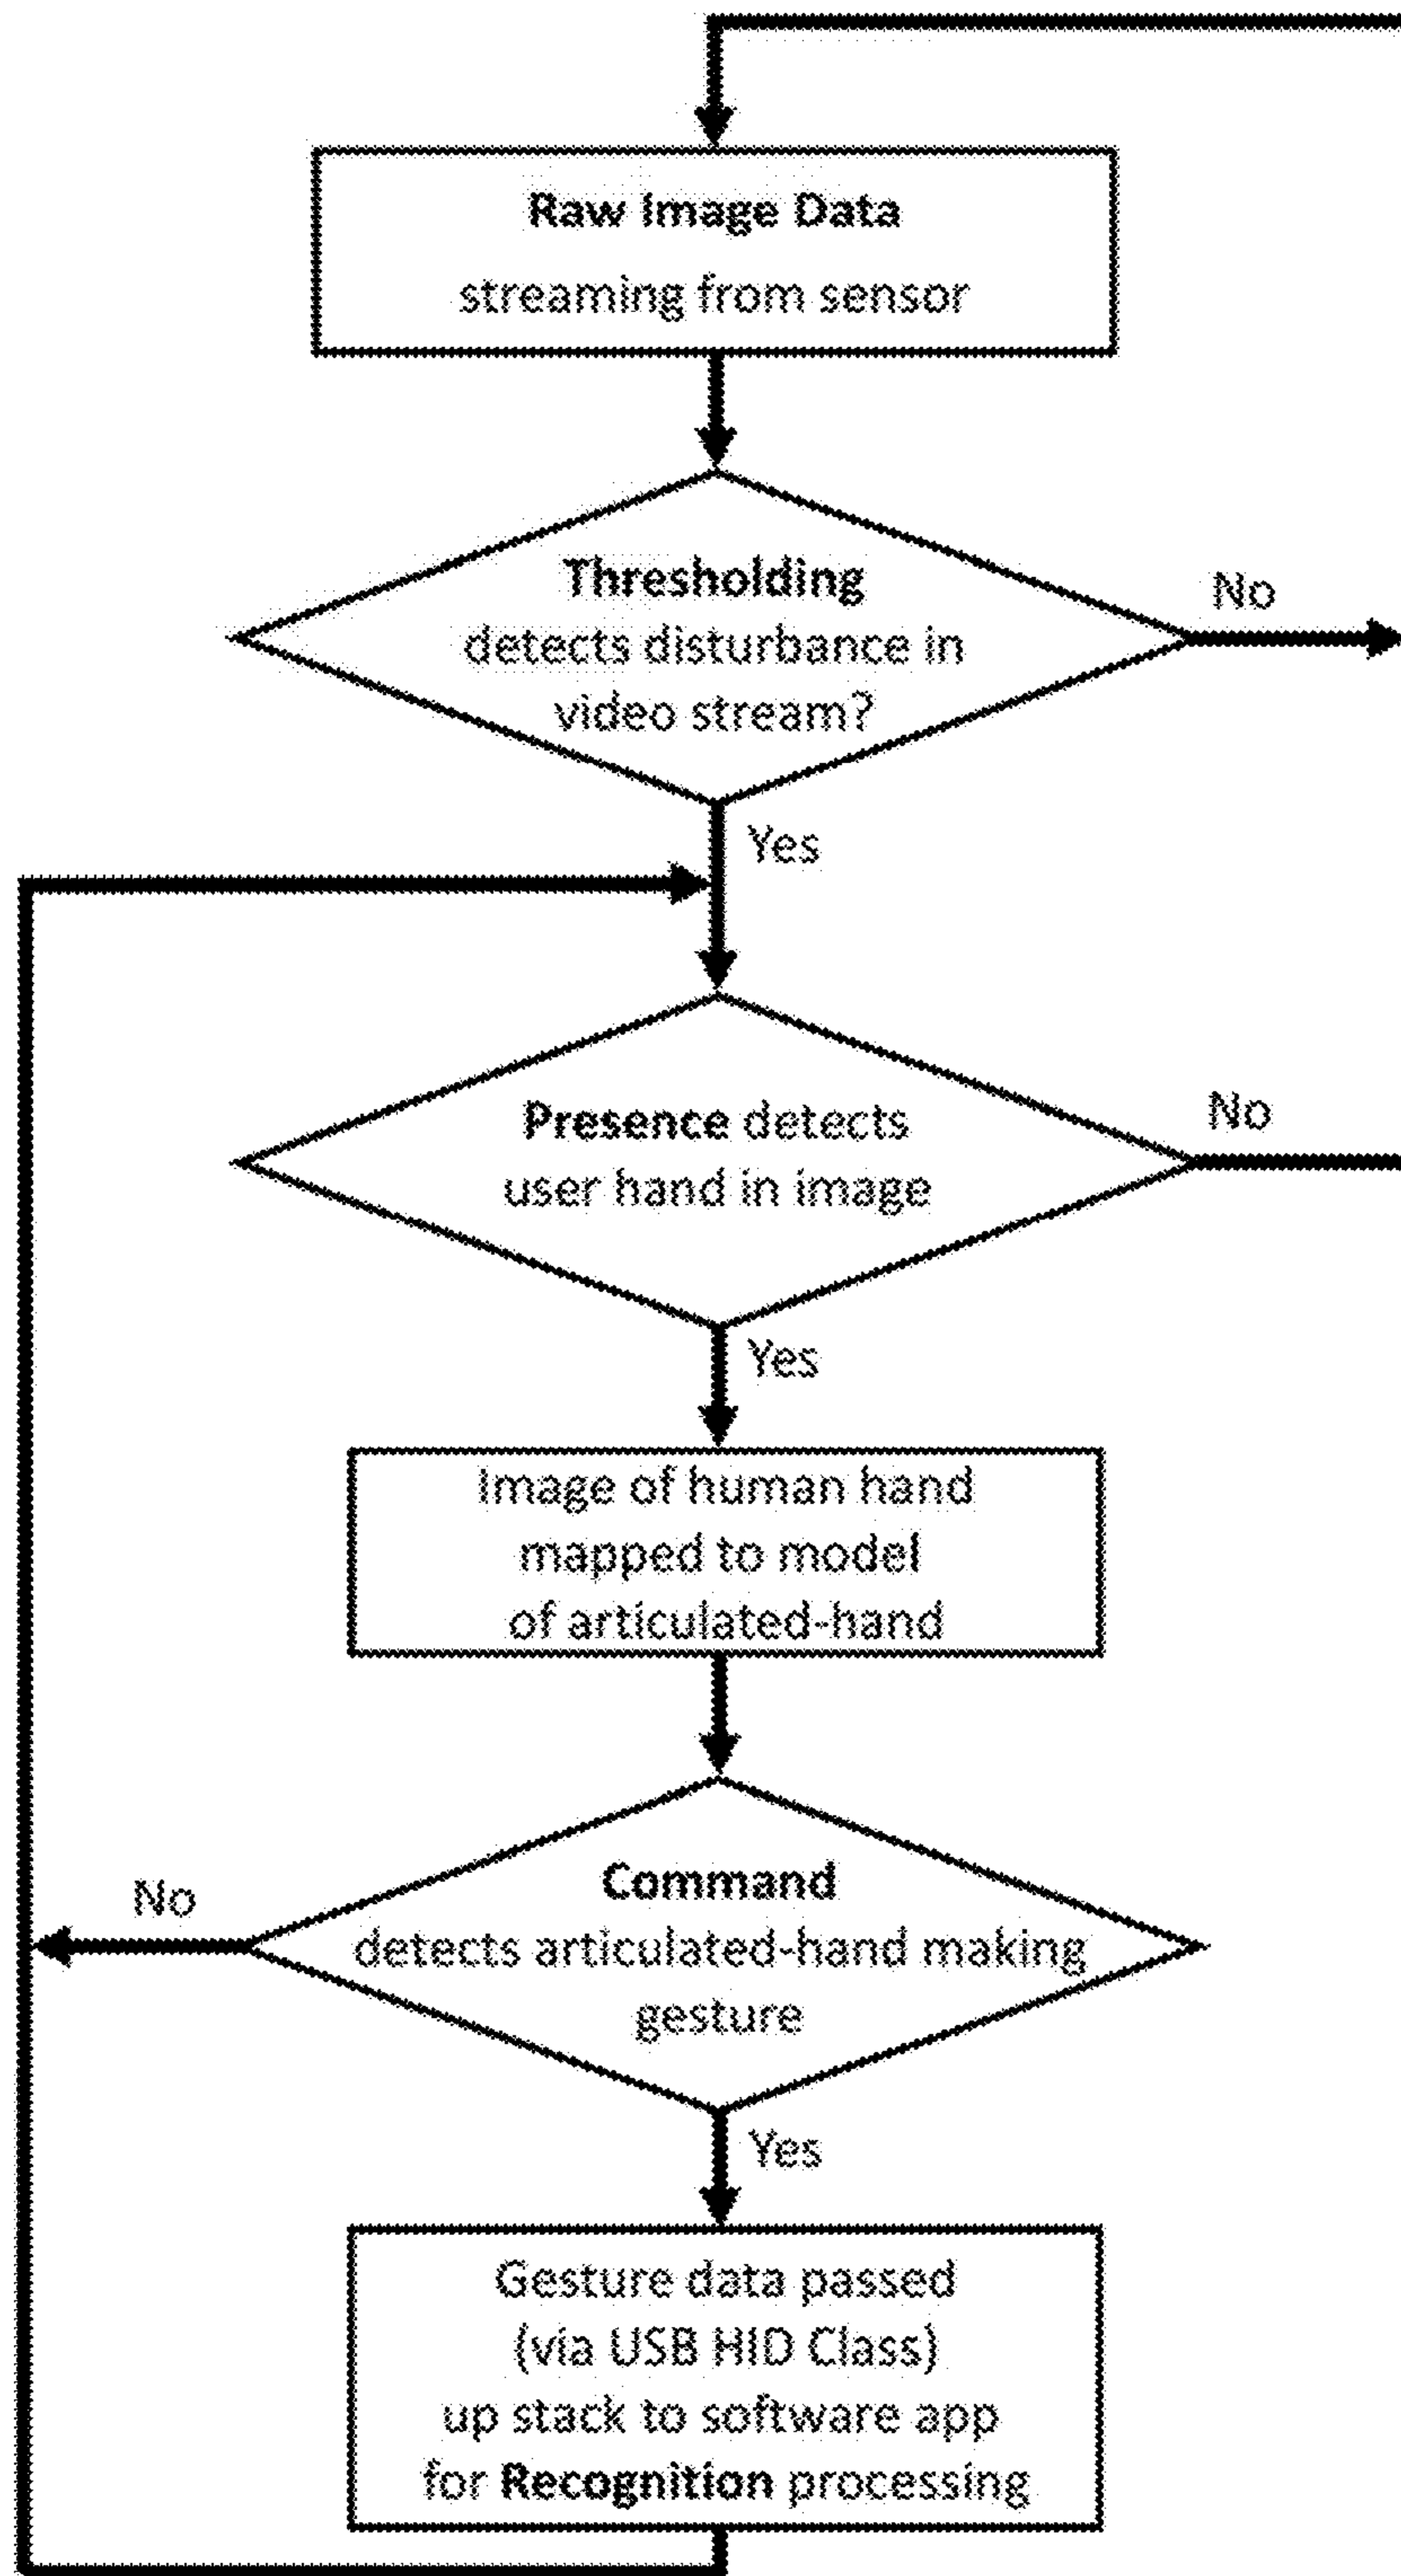 Raw Image Data
streaming from sensor
Thresholding
detects disturbance in
video stream?
No
Yes
Presence detects
user hand in image
No
Yes
Image of human hand
mapped to model
of articulated-hand
Command
detects articulated-hand making
gesture
No
Yes
Gesture data passed
(via USB HID Class)
up stack to software app
for Recognition processing